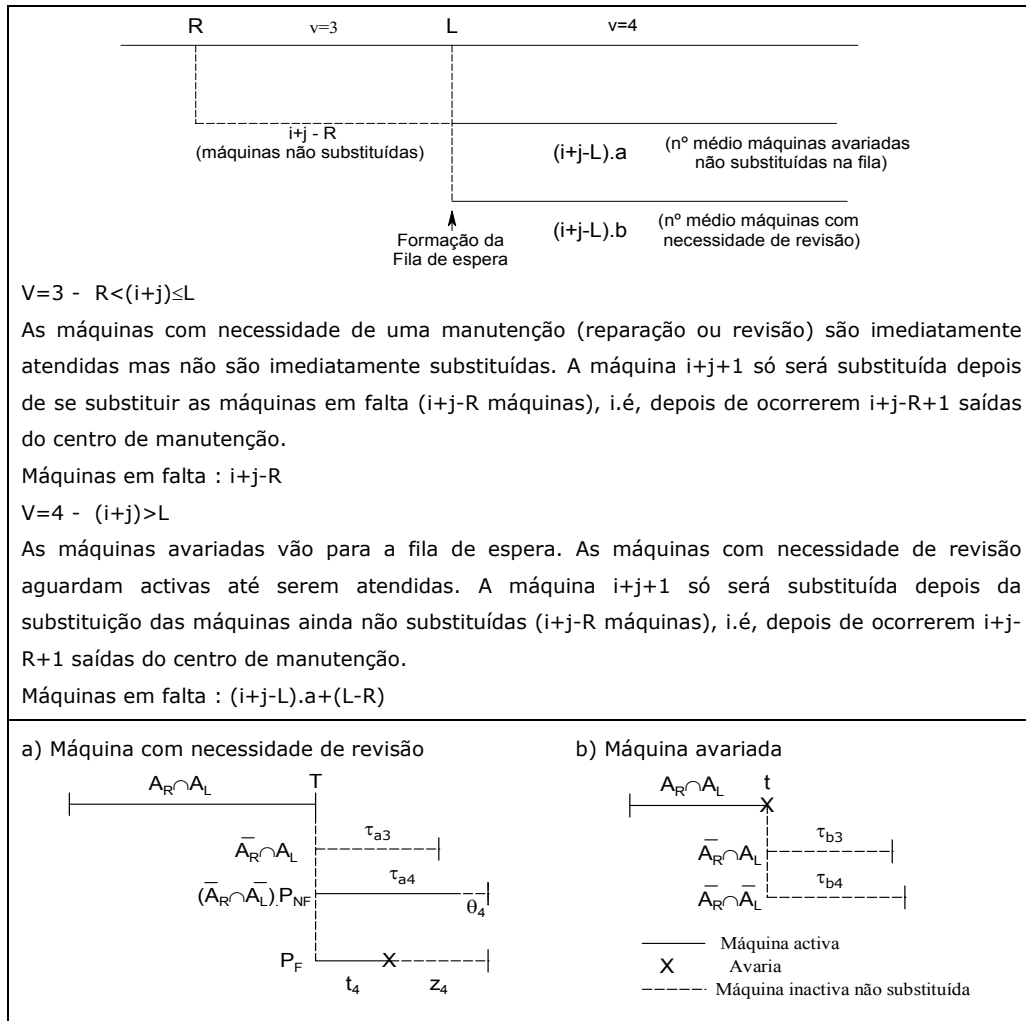 R v=3 L v=4
i+j - R
(máquinas não substituídas)
(i+j-L).a (nº médio máquinas avariadas
não substituídas na fila)
(i+j-L).b (nº médio máquinas com
necessidade de revisão)
Formação da
Fila de espera
V=3 - R<(i+j)≤L
As máquinas com necessidade de uma manutenção (reparação ou revisão) são imediatamente
atendidas mas não são imediatamente substituídas. A máquina i+j+1 só será substituída depois
de se substituir as máquinas em falta (i+j-R máquinas), i.é, depois de ocorrerem i+j-R+1 saídas
do centro de manutenção.
Máquinas em falta : i+j-R
V=4 - (i+j)>L
As máquinas avariadas vão para a fila de espera. As máquinas com necessidade de revisão
aguardam activas até serem atendidas. A máquina i+j+1 só será substituída depois da
substituição das máquinas ainda não substituídas (i+j-R máquinas), i.é, depois de ocorrerem i+j-
R+1 saídas do centro de manutenção.
Máquinas em falta : (i+j-L).a+(L-R)
a) Máquina com necessidade de revisão
A_R∩A_L T
A̅_R∩A_L τ_a3
(A̅_R∩A̅_L).P_NF τ_a4 θ_4
P_F X
t_4 z_4
b) Máquina avariada
A_R∩A_L t
X
A̅_R∩A_L τ_b3
A̅_R∩A̅_L τ_b4
Máquina activa
X Avaria
Máquina inactiva não substituída